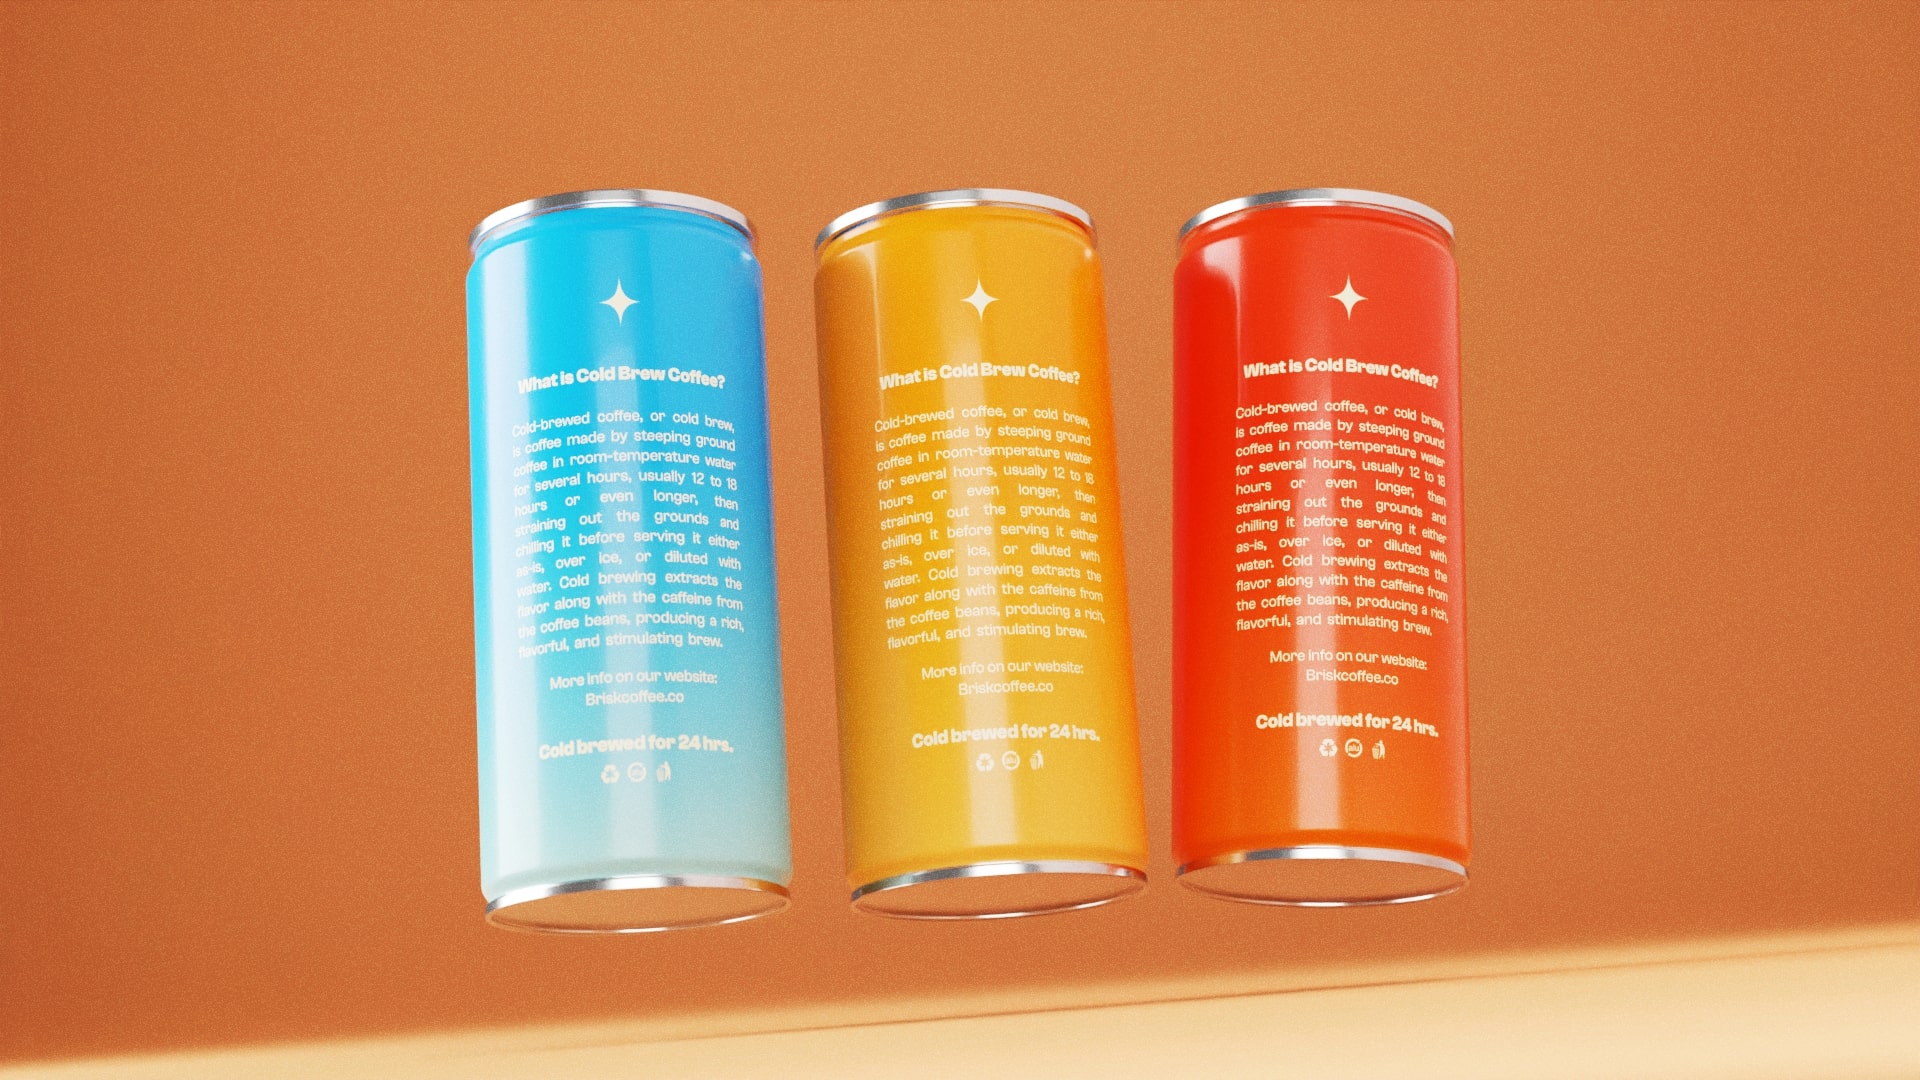 What is Cold Brew Coffee?
Cold-brewed coffee, or cold brew,
is coffee made by steeping ground
coffee in room-temperature water
for several hours, usually 12 to 18
hours or even longer, then
straining out the grounds and
chilling it before serving it either
as-is, over ice, or diluted with
water. Cold brewing extracts the
flavor along with the caffeine from
the coffee beans, producing a rich,
flavorful, and stimulating brew.
More info on our website:
Briskcoffee.co
Cold brewed for 24 hrs.
alu
What is Cold Brew Coffee?
Cold-brewed coffee, or cold brew,
is coffee made by steeping ground
coffee in room-temperature water
for several hours, usually 12 to 18
hours or even longer, then
straining out the grounds and
chilling it before serving it either
as-is, over ice, or diluted with
water. Cold brewing extracts the
flavor along with the caffeine from
the coffee beans, producing a rich,
flavorful, and stimulating brew.
More info on our website:
Briskcoffee.co
Cold brewed for 24 hrs.
alu
What is Cold Brew Coffee?
Cold-brewed coffee, or cold brew,
is coffee made by steeping ground
coffee in room-temperature water
for several hours, usually 12 to 18
hours or even longer, then
straining out the grounds and
chilling it before serving it either
as-is, over ice, or diluted with
water. Cold brewing extracts the
flavor along with the caffeine from
the coffee beans, producing a rich,
flavorful, and stimulating brew.
More info on our website:
Briskcoffee.co
Cold brewed for 24 hrs.
alu